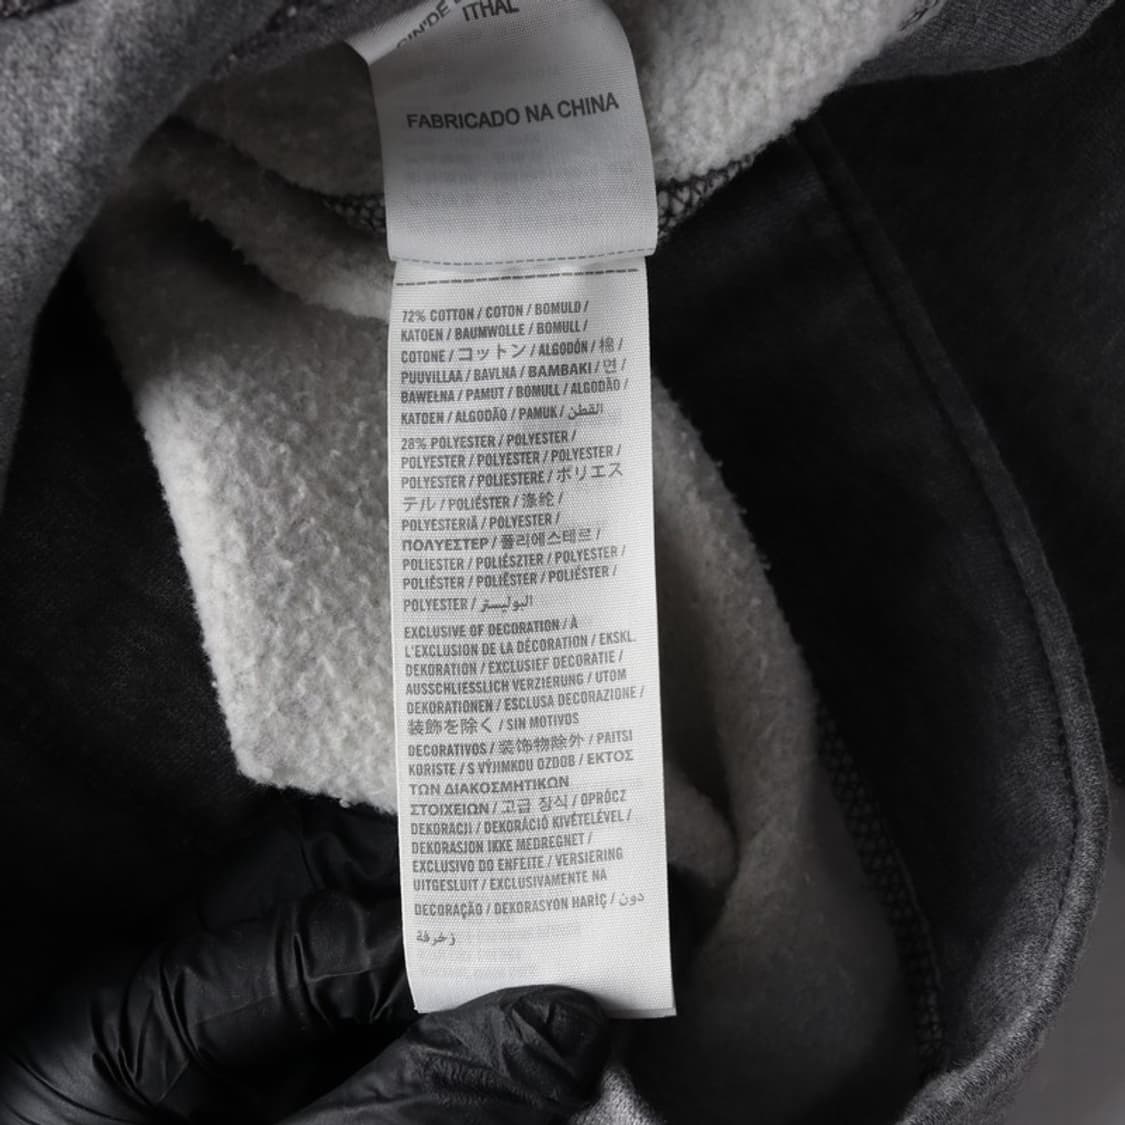 ITHAL
FABRICADO NA CHINA
72% COTTON / COTON / BOMULD /
KATOEN / BAUMWOLLE / BOMULL /
COTONE / コットン / ALGODÓN / 棉 /
PUUVILLAA / BAVLNA / BAMBAKI / 면 /
BAWEŁNA / PAMUT / BOMULL / ALGODÃO /
KATOEN / ALGODÃO / PAMUK / القطن
28% POLYESTER / POLYESTER /
POLYESTER / POLYESTER / POLYESTER /
POLYESTER / POLIESTERE / ポリエス
テル / POLIÉSTER / 涤纶 /
POLYESTERIÄ / POLYESTER /
ΠΟΛΥΕΣΤΕΡ / 폴리에스테르 /
POLIESTER / POLIÉSZTER / POLYESTER /
POLIÉSTER / POLIËSTER / POLIÉSTER /
POLYESTER / البوليستر
EXCLUSIVE OF DECORATION / À
L'EXCLUSION DE LA DÉCORATION / EKSKL.
DEKORATION / EXCLUSIEF DECORATIE /
AUSSCHLIESSLICH VERZIERUNG / UTOM
DEKORATIONEN / ESCLUSA DECORAZIONE /
装飾を除く / SIN MOTIVOS
DECORATIVOS / 装饰物除外 / PAITSI
KORISTE / S VÝJIMKOU OZDOB / ΕΚΤΟΣ
ΤΩΝ ΔΙΑΚΟΣΜΗΤΙΚΩΝ
ΣΤΟΙΧΕΙΩΝ / 고급 장식 / OPRÓCZ
DEKORACJI / DEKORÁCIÓ KIVÉTELÉVEL /
DEKORASJON IKKE MEDREGNET /
EXCLUSIVO DO ENFEITE / VERSIERING
UITGESLUIT / EXCLUSIVAMENTE NA
DECORAÇÃO / DEKORASYON HARİÇ / دون
زخرفة